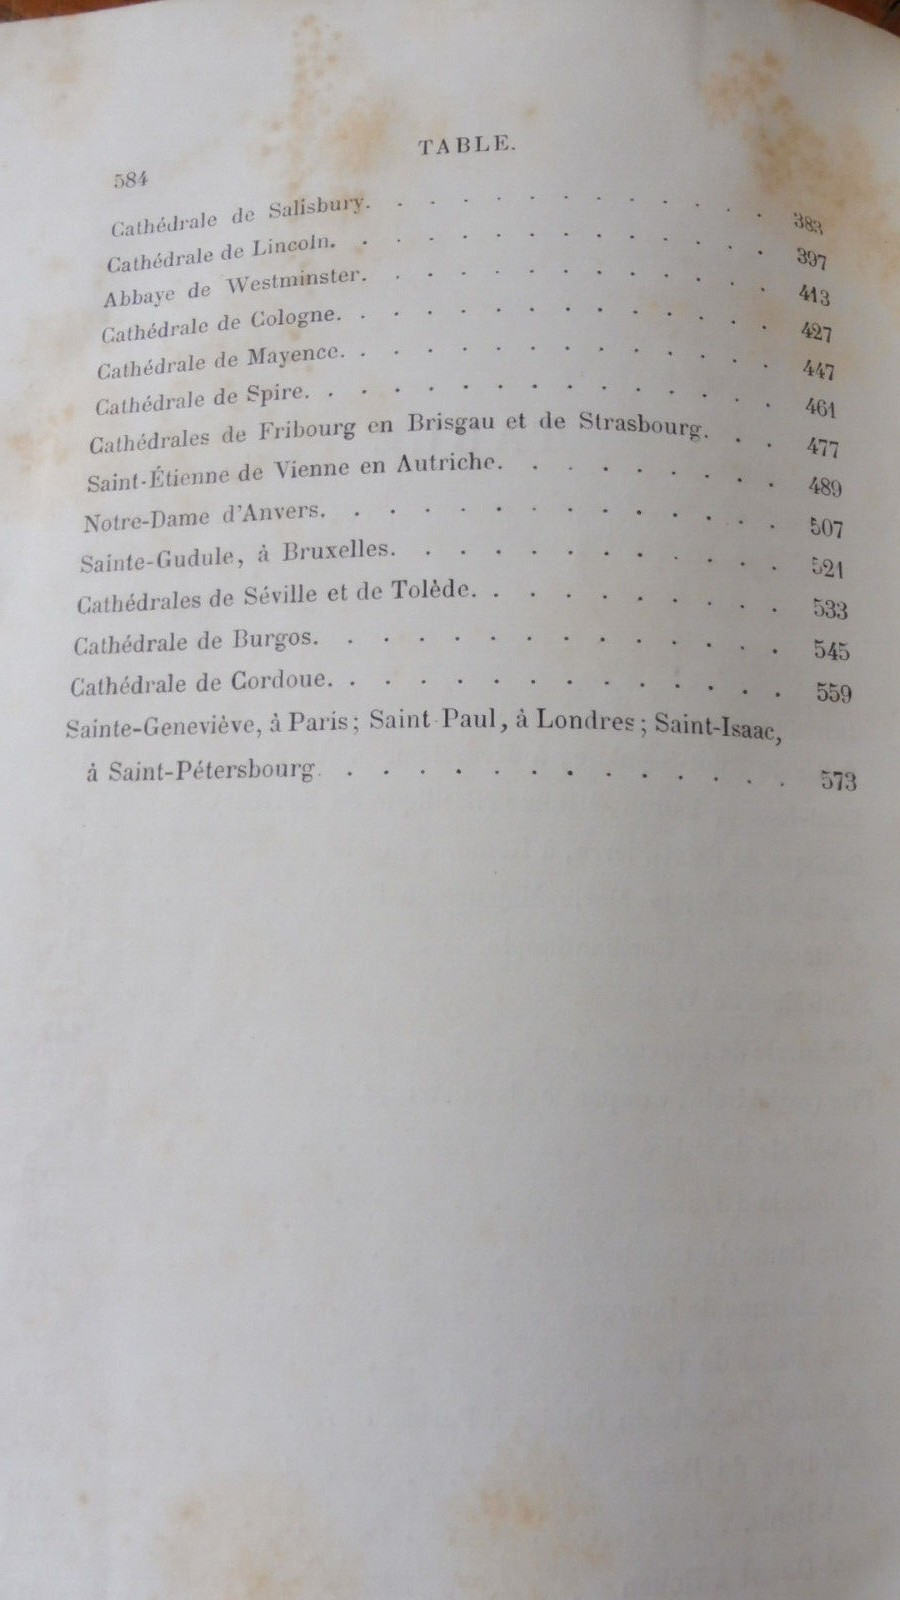 TABLE.
584
Cathédrale de Salisbury. . . . . . . . . . . . 383
Cathédrale de Lincoln. . . . . . . . . . . . . 397
Abbaye de Westminster. . . . . . . . . . . . 413
Cathédrale de Cologne. . . . . . . . . . . . . 427
Cathédrale de Mayence. . . . . . . . . . . . . 447
Cathédrale de Spire. . . . . . . . . . . . . . 461
Cathédrales de Fribourg en Brisgau et de Strasbourg. . . 477
Saint-Étienne de Vienne en Autriche. . . . . . . . . 489
Notre-Dame d'Anvers. . . . . . . . . . . . . . 507
Sainte-Gudule, à Bruxelles. . . . . . . . . . . . 521
Cathédrales de Séville et de Tolède. . . . . . . . . . 533
Cathédrale de Burgos. . . . . . . . . . . . . . 545
Cathédrale de Cordoue. . . . . . . . . . . . . . 559
Sainte-Geneviève, à Paris; Saint Paul, à Londres; Saint-Isaac,
à Saint-Pétersbourg. . . . . . . . . . . . . . 573